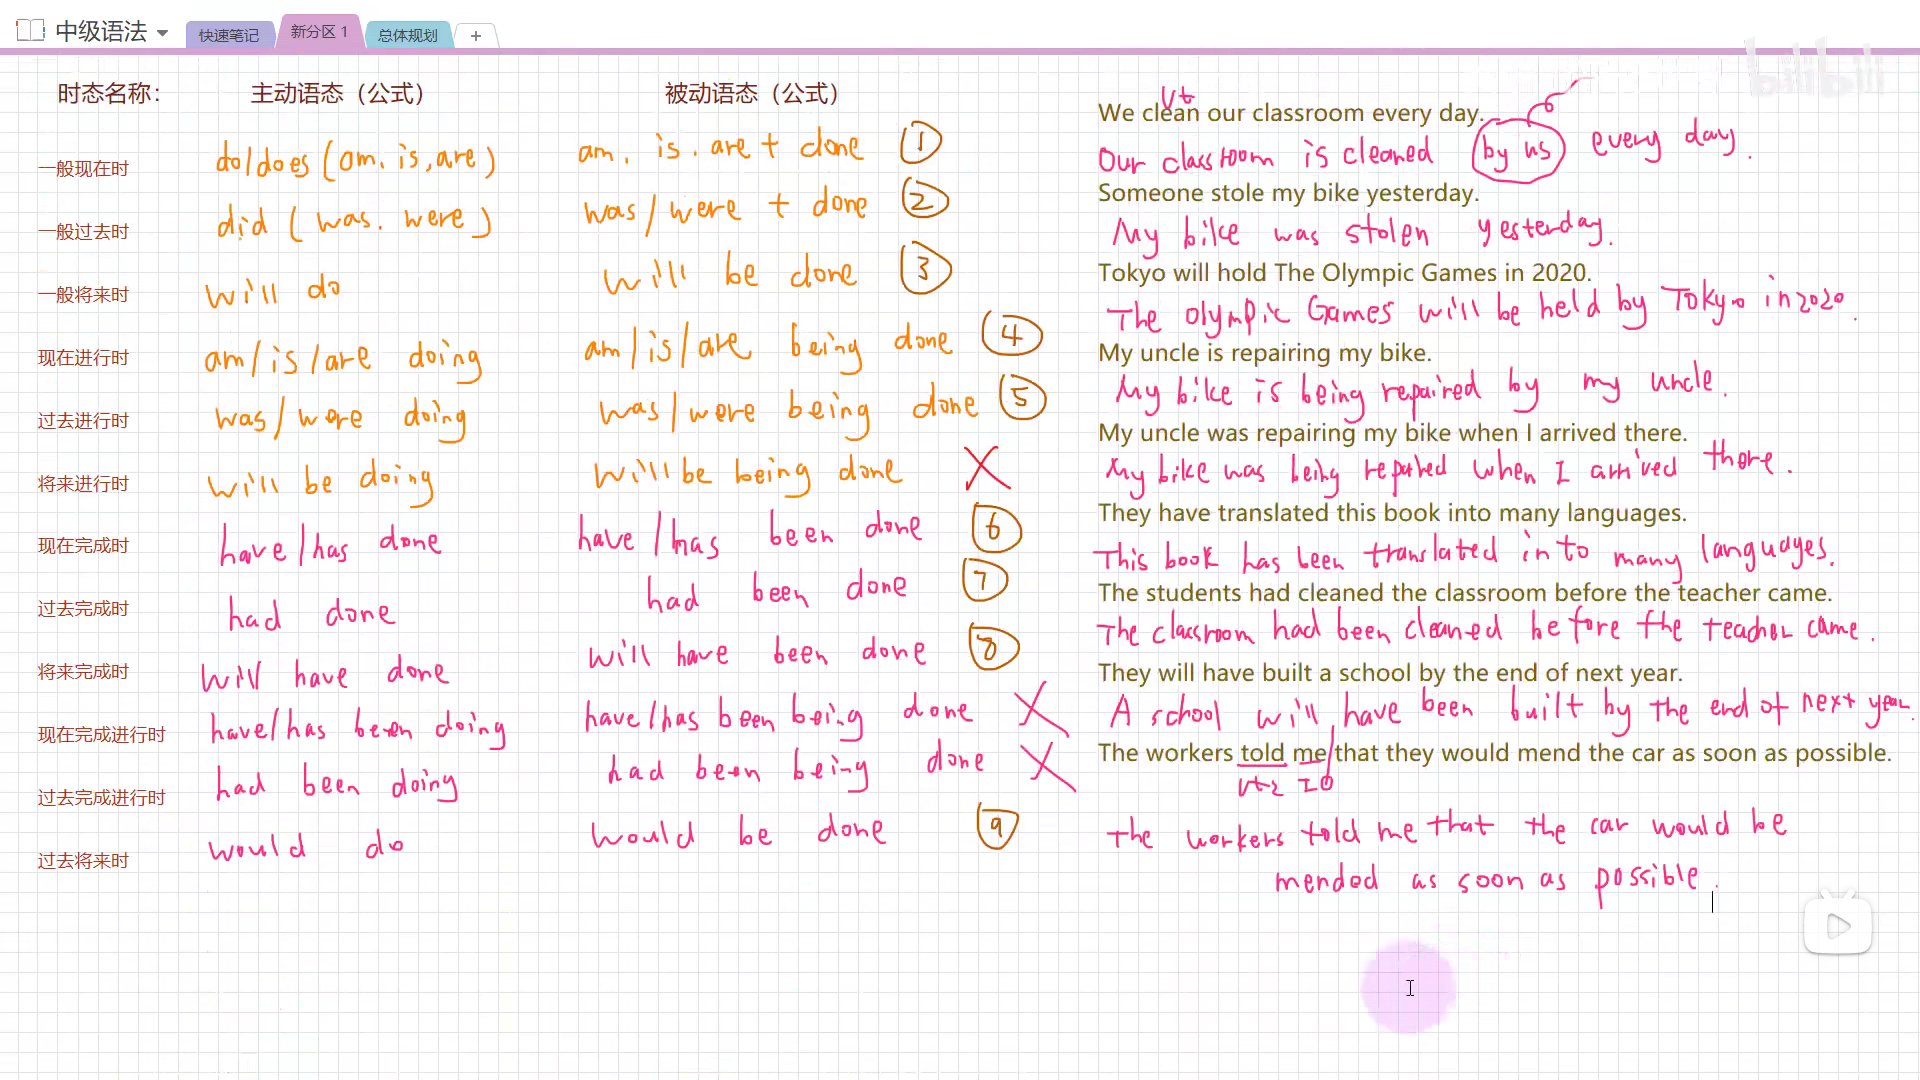 中级语法
快速笔记 新分区 1 总体规划 +
bilibili
时态名称： 主动语态（公式） 被动语态（公式）
一般现在时 do/does (am. is, are) am. is. are + done ①
一般过去时 did ( was. were ) was / were + done ②
一般将来时 will do will be done ③
现在进行时 am / is / are doing am / is / are being done ④
过去进行时 was / were doing was / were being done ⑤
将来进行时 will be doing will be being done ×
现在完成时 have / has done have / has been done ⑥
过去完成时 had done had been done ⑦
将来完成时 will have done will have been done ⑧
现在完成进行时 have/has been doing have/has been being done ×
过去完成进行时 had been doing had been being done ×
过去将来时 would do would be done ⑨
vt
We clean our classroom every day.
Our classroom is cleaned by us every day.
Someone stole my bike yesterday.
My bike was stolen yesterday.
Tokyo will hold The Olympic Games in 2020.
The Olympic Games will be held by Tokyo in 2020.
My uncle is repairing my bike.
My bike is being repaired by my uncle.
My uncle was repairing my bike when I arrived there.
My bike was being repaired when I arrived there.
They have translated this book into many languages.
This book has been translated into many languages.
The students had cleaned the classroom before the teacher came.
The classroom had been cleaned before the teacher came.
They will have built a school by the end of next year.
A school will have been built by the end of next year.
The workers told me that they would mend the car as soon as possible.
vt2 IO
The workers told me that the car would be
mended as soon as possible.